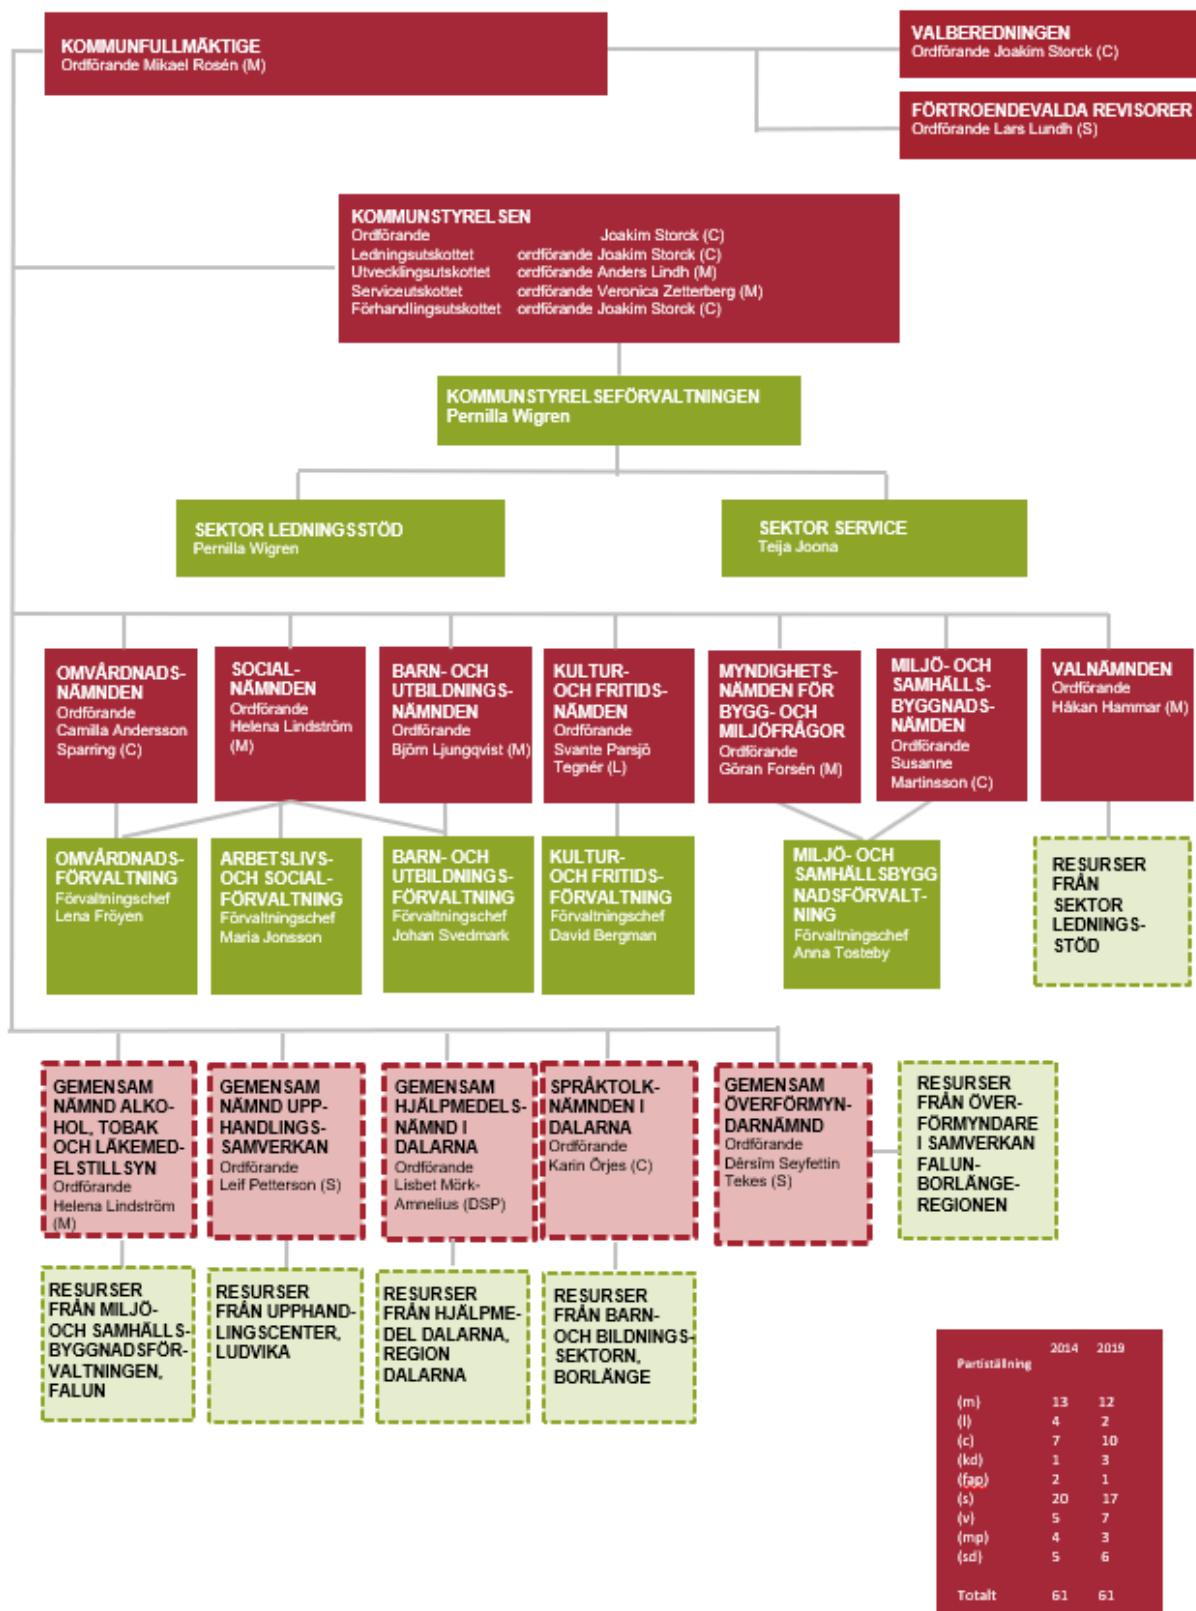 KOMMUNFULLMÄKTIGE
Ordförande Mikael Rosén (M)
VALBEREDNINGEN
Ordförande Joakim Storck (C)
FÖRTROENDEVALDA REVISORER
Ordförande Lars Lundh (S)
KOMMUNSTYRELSEN
Ordförande Joakim Storck (C)
Ledningsutskottet ordförande Joakim Storck (C)
Utvecklingsutskottet ordförande Anders Lindh (M)
Serviceutskottet ordförande Veronica Zetterberg (M)
Förhandlingsutskottet ordförande Joakim Storck (C)
KOMMUNSTYRELSEFÖRVALTNINGEN
Pernilla Wigren
SEKTOR LEDNINGSSTÖD
Pernilla Wigren
SEKTOR SERVICE
Teija Joona
OMVÅRDNADS-
NÄMNDEN
Ordförande
Camilla Andersson
Sparring (C)
SOCIAL-
NÄMNDEN
Ordförande
Helena Lindström
(M)
BARN- OCH
UTBILDNINGS-
NÄMNDEN
Ordförande
Björn Ljungqvist (M)
KULTUR-
OCH FRITIDS-
NÄMDEN
Ordförande
Svante Parsjö
Tegnér (L)
MYNDIGHETS-
NÄMDEN FÖR
BYGG- OCH
MILJÖFRÅGOR
Ordförande
Göran Forsén (M)
MILJÖ- OCH
SAMHÄLLS-
BYGGNADS-
NÄMDEN
Ordförande
Susanne
Martinsson (C)
VALNÄMNDEN
Ordförande
Håkan Hammar (M)
OMVÅRDNADS-
FÖRVALTNING
Förvaltningschef
Lena Fröyen
ARBETSLIVS-
OCH SOCIAL-
FÖRVALTNING
Förvaltningschef
Maria Jonsson
BARN- OCH
UTBILDNINGS-
FÖRVALTNING
Förvaltningschef
Johan Svedmark
KULTUR-
OCH FRITIDS-
FÖRVALTNING
Förvaltningschef
David Bergman
MILJÖ- OCH
SAMHÄLLSBYGG
NADSFÖRVALT-
NING
Förvaltningschef
Anna Tosteby
RESURSER
FRÅN
SEKTOR
LEDNINGS-
STÖD
GEMENSAM
NÄMND ALKO-
HOL, TOBAK
OCH LÄKEMED-
ELSTILLSYN
Ordförande
Helena Lindström
(M)
GEMENSAM
NÄMND UPP-
HANDLINGS-
SAMVERKAN
Ordförande
Leif Petterson (S)
GEMENSAM
HJÄLPMEDELS-
NÄMND I
DALARNA
Ordförande
Lisbet Mörk-
Amnelius (DSP)
SPRÅKTOLK-
NÄMNDEN I
DALARNA
Ordförande
Karin Örjes (C)
GEMENSAM
ÖVERFÖRMYN-
DARNÄMND
Ordförande
Dêrsîm Seyfettin
Tekes (S)
RESURSER
FRÅN ÖVER-
FÖRMYNDARE
I SAMVERKAN
FALUN-
BORLÄNGE-
REGIONEN
RESURSER
FRÅN MILJÖ-
OCH SAMHÄLLS-
BYGGNADSFÖR-
VALTNINGEN,
FALUN
RESURSER
FRÅN UPPHAND-
LINGSCENTER,
LUDVIKA
RESURSER
FRÅN HJÄLPME-
DEL DALARNA,
REGION
DALARNA
RESURSER
FRÅN BARN-
OCH BILDNINGS-
SEKTORN,
BORLÄNGE
2014 2019
Partiställning
(m) 13 12
(l) 4 2
(c) 7 10
(kd) 1 3
(fap) 2 1
(s) 20 17
(v) 5 7
(mp) 4 3
(sd) 5 6
Totalt 61 61